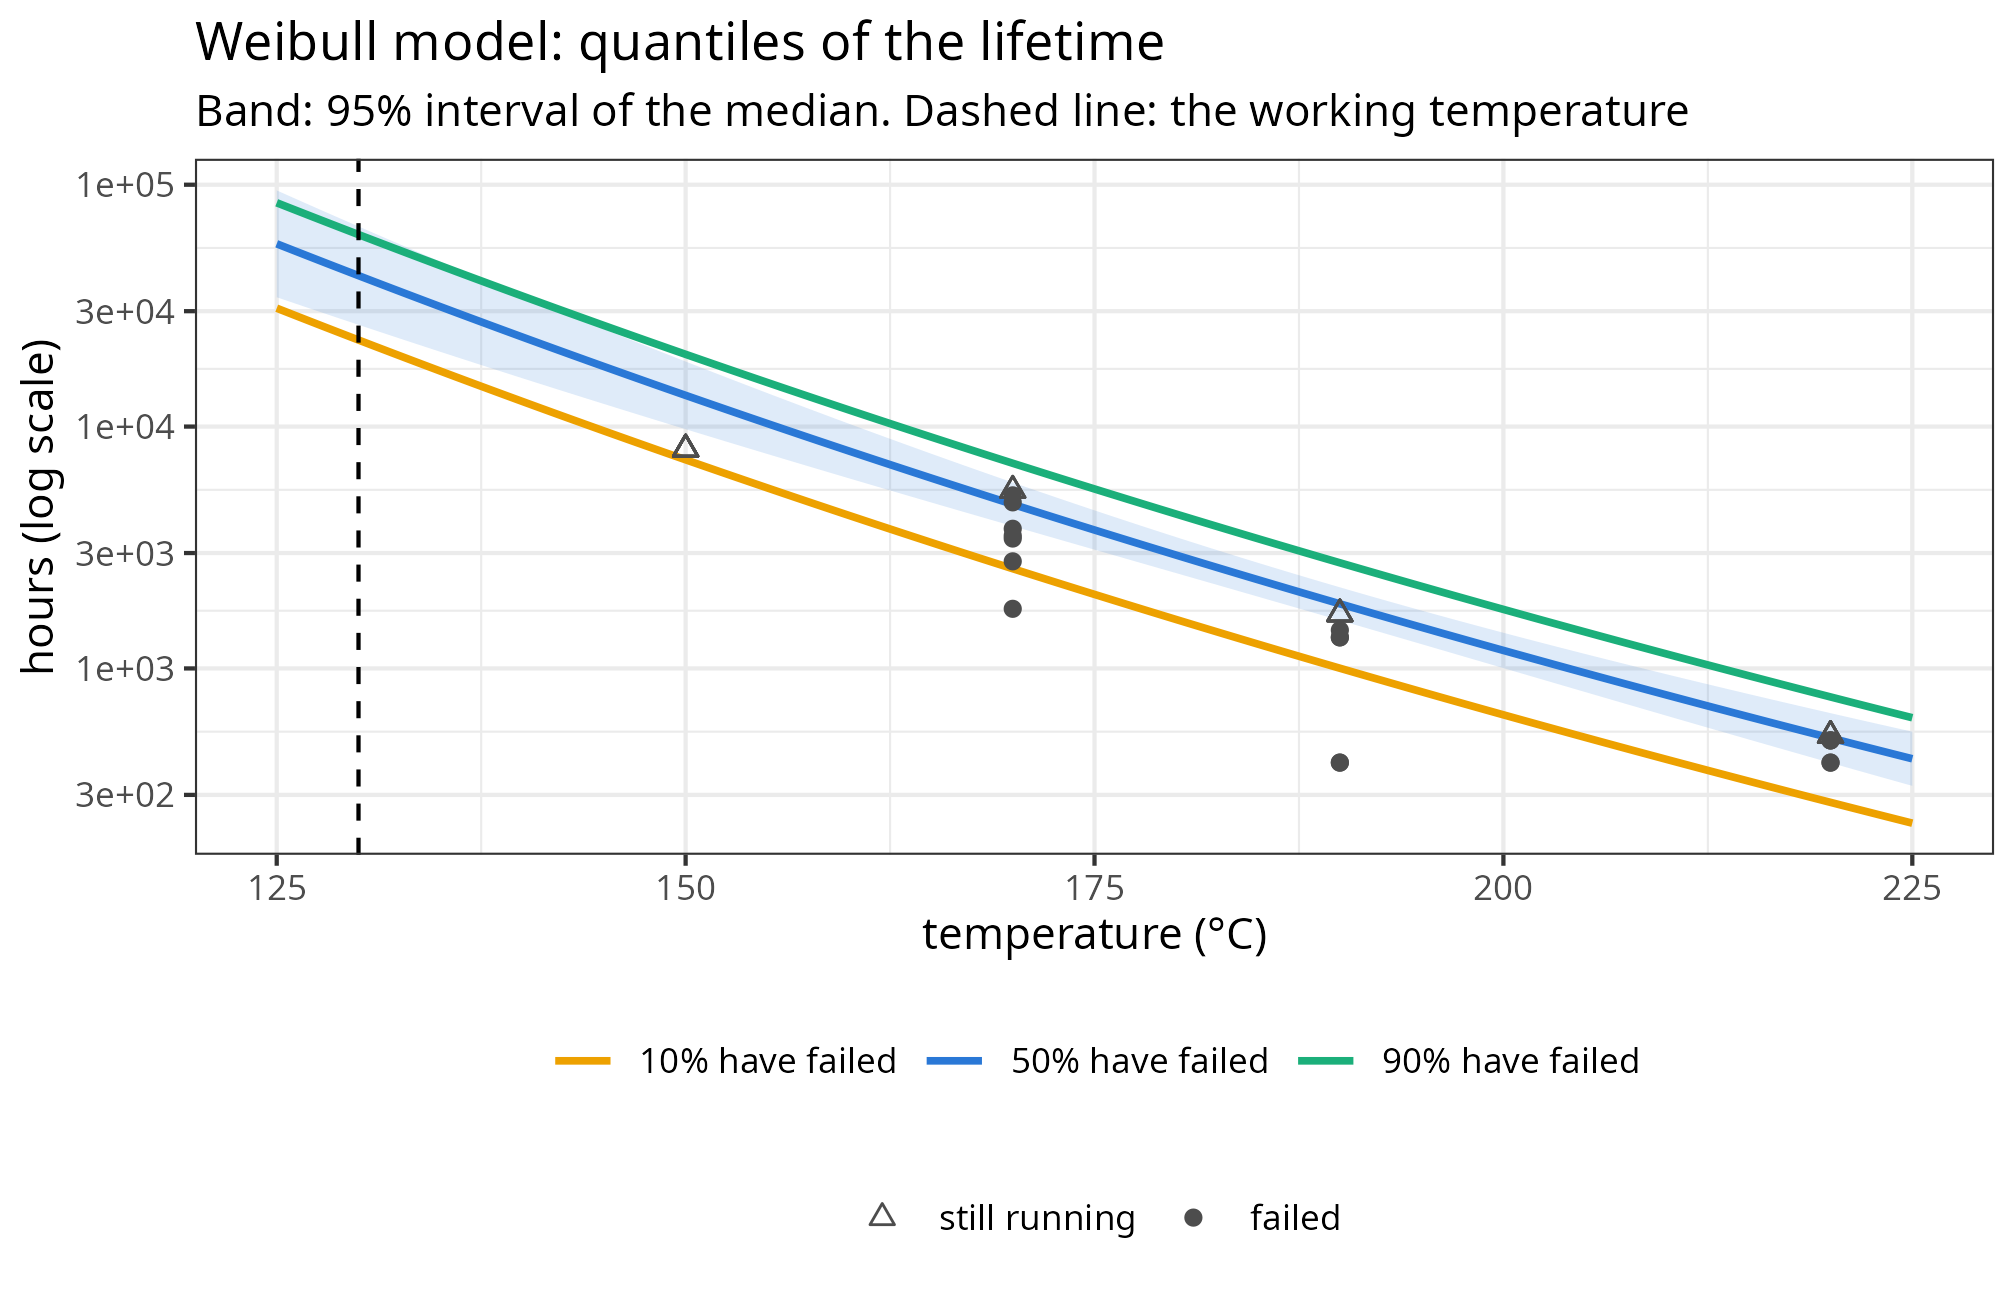 Weibull model: quantiles of the lifetime
Band: 95% interval of the median. Dashed line: the working temperature
hours (log scale)
1e+05
3e+04
1e+04
3e+03
1e+03
3e+02
125 150 175 200 225
temperature (°C)
10% have failed 50% have failed 90% have failed
still running failed